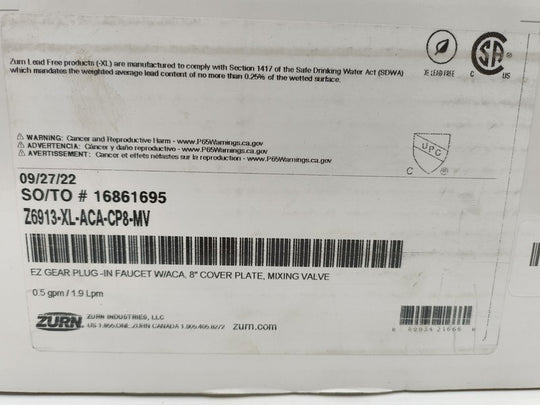 Zurn Lead Free products (-XL) are manufactured to comply with Section 1417 of the Safe Drinking Water Act (SDWA)
which mandates the weighted average lead content of no more than 0.25% of the wetted surface.
LEAD FREE
C SA US
WARNING: Cancer and Reproductive Harm - www.P65Warnings.ca.gov
ADVERTENCIA: Cáncer y daño reproductivo - www.P65Warnings.ca.gov
AVERTISSEMENT: Cancer et effets néfastes sur la reproduction - www.P65Warnings.ca.gov
UPC
C
09/27/22
SO/TO # 16861695
Z6913-XL-ACA-CP8-MV
EZ GEAR PLUG-IN FAUCET W/ACA, 8" COVER PLATE, MIXING VALVE
0.5 gpm / 1.9 Lpm
ZURN
ZURN INDUSTRIES, LLC
zurn.com